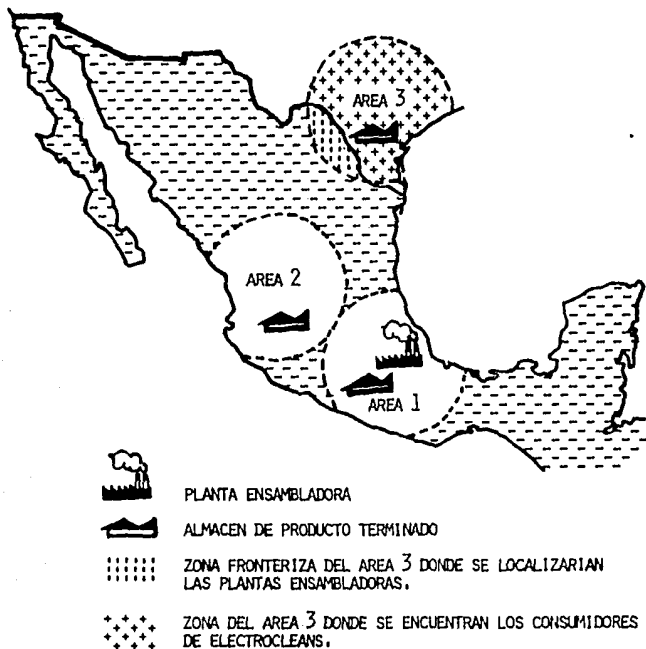 AREA 3
AREA 2
AREA 1
PLANTA ENSAMBLADORA
ALMACEN DE PRODUCTO TERMINADO
ZONA FRONTERIZA DEL AREA 3 DONDE SE LOCALIZARIAN
LAS PLANTAS ENSAMBLADORAS.
ZONA DEL AREA 3 DONDE SE ENCUENTRAN LOS CONSUMIDORES
DE ELECTROCLEANS.